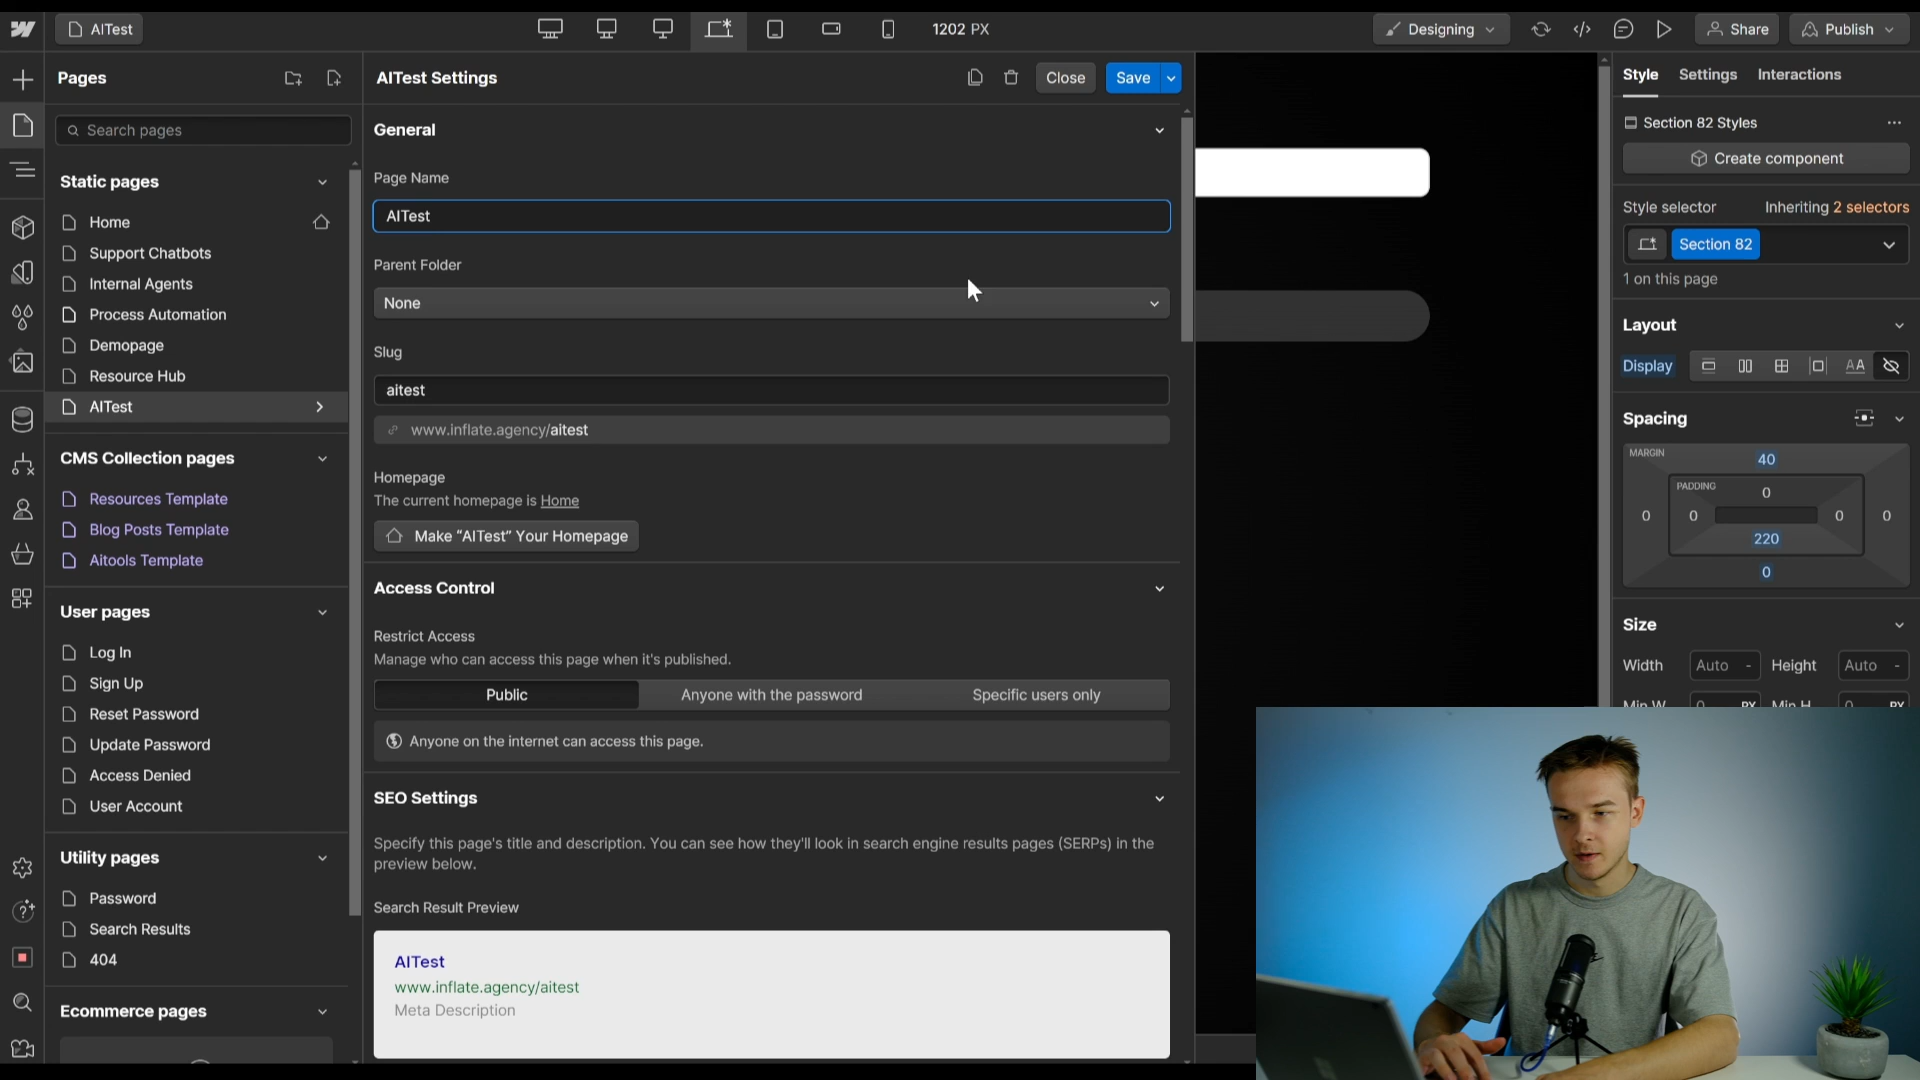 AITest
1202 PX
Designing
Share
Publish
Pages
Search pages
Static pages
Home
Support Chatbots
Internal Agents
Process Automation
Demopage
Resource Hub
AITest
CMS Collection pages
Resources Template
Blog Posts Template
Aitools Template
User pages
Log In
Sign Up
Reset Password
Update Password
Access Denied
User Account
Utility pages
Password
Search Results
404
Ecommerce pages
AITest Settings
Close
Save
General
Page Name
AITest
Parent Folder
None
Slug
aitest
www.inflate.agency/aitest
Homepage
The current homepage is Home
Make “AITest” Your Homepage
Access Control
Restrict Access
Manage who can access this page when it's published.
Public
Anyone with the password
Specific users only
Anyone on the internet can access this page.
SEO Settings
Specify this page's title and description. You can see how they'll look in search engine results pages (SERPs) in the
preview below.
Search Result Preview
AITest
www.inflate.agency/aitest
Meta Description
Style Settings Interactions
Section 82 Styles
Create component
Style selector Inheriting 2 selectors
Section 82
1 on this page
Layout
Display
AA
Spacing
MARGIN
40
PADDING
0
0 0 0 0
220
0
Size
Width Auto - Height Auto -
Min W 0 PX Min H 0 PX